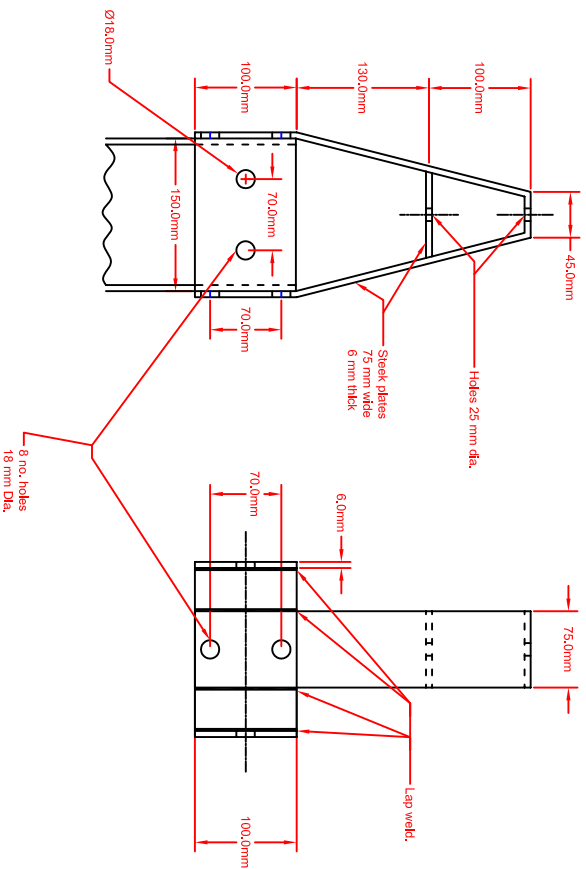 Ø18.0mm
100.0mm
130.0mm
100.0mm
150.0mm
70.0mm
45.0mm
70.0mm
Steek plates
75 mm wide
6 mm thick
Holes 25 mm dia.
8 no. holes
18 mm Dia.
70.0mm
6.0mm
75.0mm
Lap weld.
100.0mm